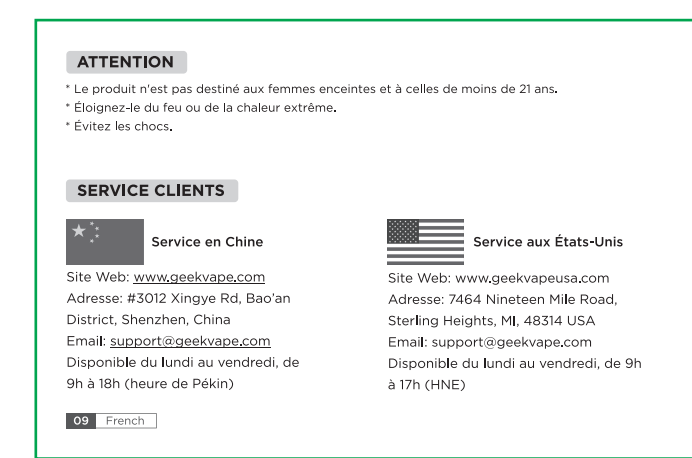 ATTENTION
* Le produit n'est pas destiné aux femmes enceintes et à celles de moins de 21 ans.
* Éloignez-le du feu ou de la chaleur extrême.
* Évitez les chocs.
SERVICE CLIENTS
Service en Chine
Site Web: www.geekvape.com
Adresse: #3012 Xingye Rd, Bao'an
District, Shenzhen, China
Email: support@geekvape.com
Disponible du lundi au vendredi, de
9h à 18h (heure de Pékin)
Service aux États-Unis
Site Web: www.geekvapeusa.com
Adresse: 7464 Nineteen Mile Road,
Sterling Heights, MI, 48314 USA
Email: support@geekvape.com
Disponible du lundi au vendredi, de 9h
à 17h (HNE)
09 French